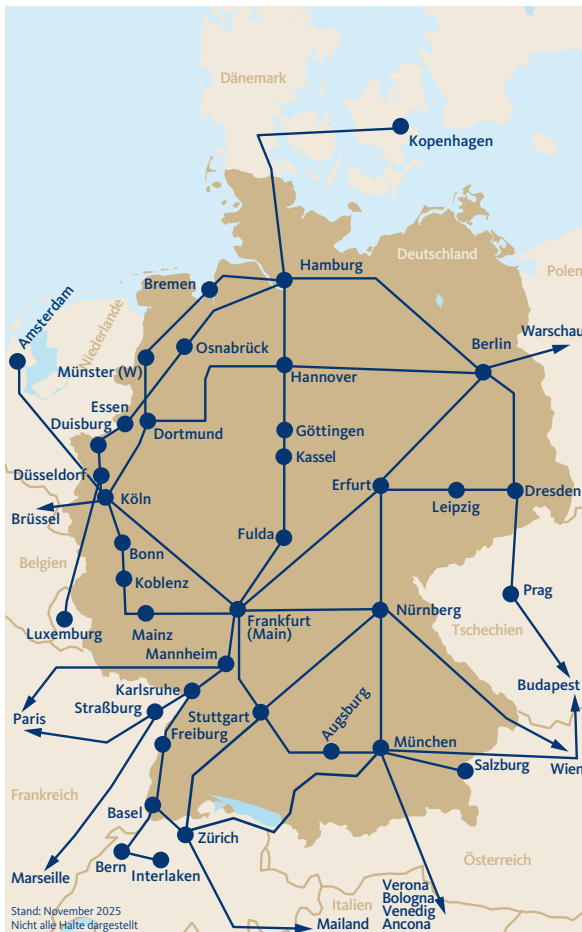 Dänemark
Kopenhagen
Deutschland
Hamburg
Polen
Bremen
Amsterdam
Niederlande
Warschau
Osnabrück
Berlin
Münster (W)
Hannover
Essen
Duisburg
Dortmund
Göttingen
Kassel
Düsseldorf
Erfurt
Köln
Leipzig
Dresden
Brüssel
Fulda
Bonn
Belgien
Koblenz
Prag
Luxemburg
Mainz
Frankfurt
(Main)
Nürnberg
Tschechien
Mannheim
Karlsruhe
Budapest
Straßburg
Stuttgart
Augsburg
Paris
Freiburg
München
Wien
Salzburg
Frankreich
Basel
Zürich
Bern
Marseille
Interlaken
Österreich
Verona
Bologna
Venedig
Ancona
Italien
Mailand
Stand: November 2025
Nicht alle Halte dargestellt